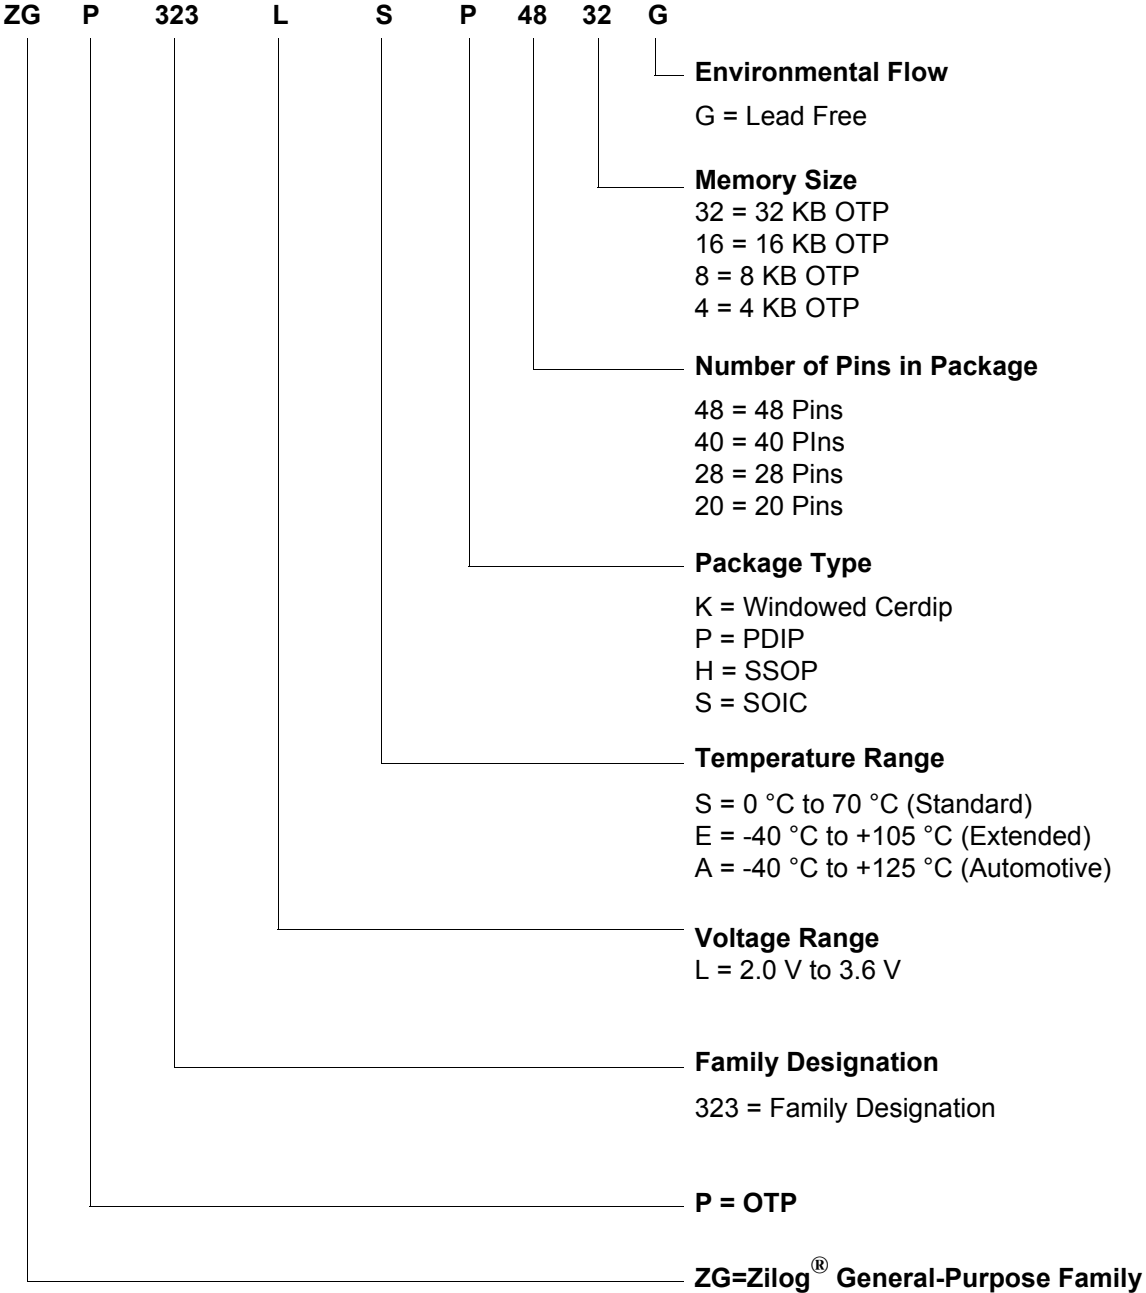 ZG P 323 L S P 48 32 G
Environmental Flow
G = Lead Free
Memory Size
32 = 32 KB OTP
16 = 16 KB OTP
8 = 8 KB OTP
4 = 4 KB OTP
Number of Pins in Package
48 = 48 Pins
40 = 40 PIns
28 = 28 Pins
20 = 20 Pins
Package Type
K = Windowed Cerdip
P = PDIP
H = SSOP
S = SOIC
Temperature Range
S = 0 °C to 70 °C (Standard)
E = -40 °C to +105 °C (Extended)
A = -40 °C to +125 °C (Automotive)
Voltage Range
L = 2.0 V to 3.6 V
Family Designation
323 = Family Designation
P = OTP
ZG=Zilog® General-Purpose Family